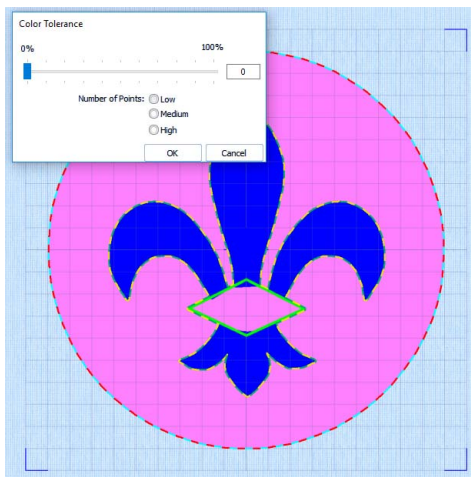 Color Tolerance
0% 100%
0
Number of Points: Low
Medium
High
OK Cancel